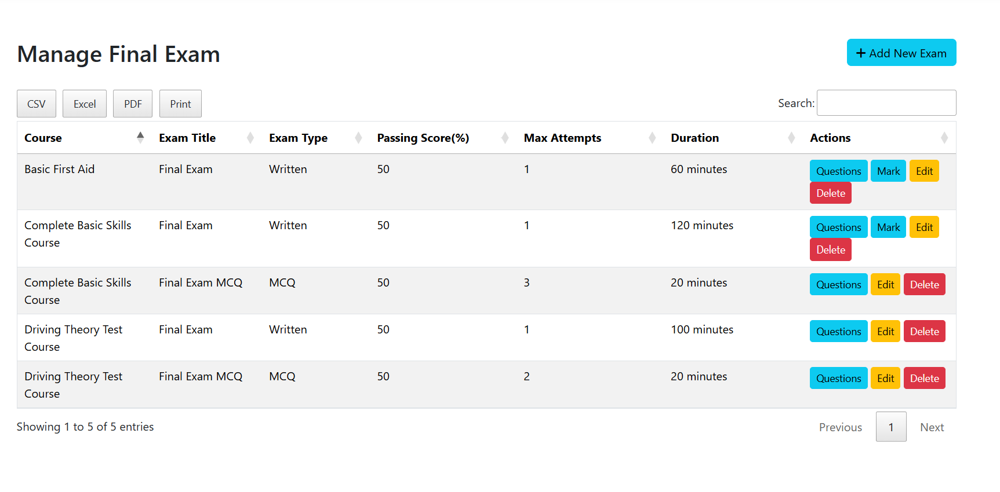 Manage Final Exam
Add New Exam
CSV Excel PDF Print
Search:
Course Exam Title Exam Type Passing Score(%) Max Attempts Duration Actions
Basic First Aid Final Exam Written 50 1 60 minutes Questions Mark Edit
Delete
Complete Basic Skills Final Exam Written 50 1 120 minutes Questions Mark Edit
Course Delete
Complete Basic Skills Final Exam MCQ MCQ 50 3 20 minutes Questions Edit Delete
Course
Driving Theory Test Final Exam Written 50 1 100 minutes Questions Edit Delete
Course
Driving Theory Test Final Exam MCQ MCQ 50 2 20 minutes Questions Edit Delete
Course
Showing 1 to 5 of 5 entries Previous 1 Next